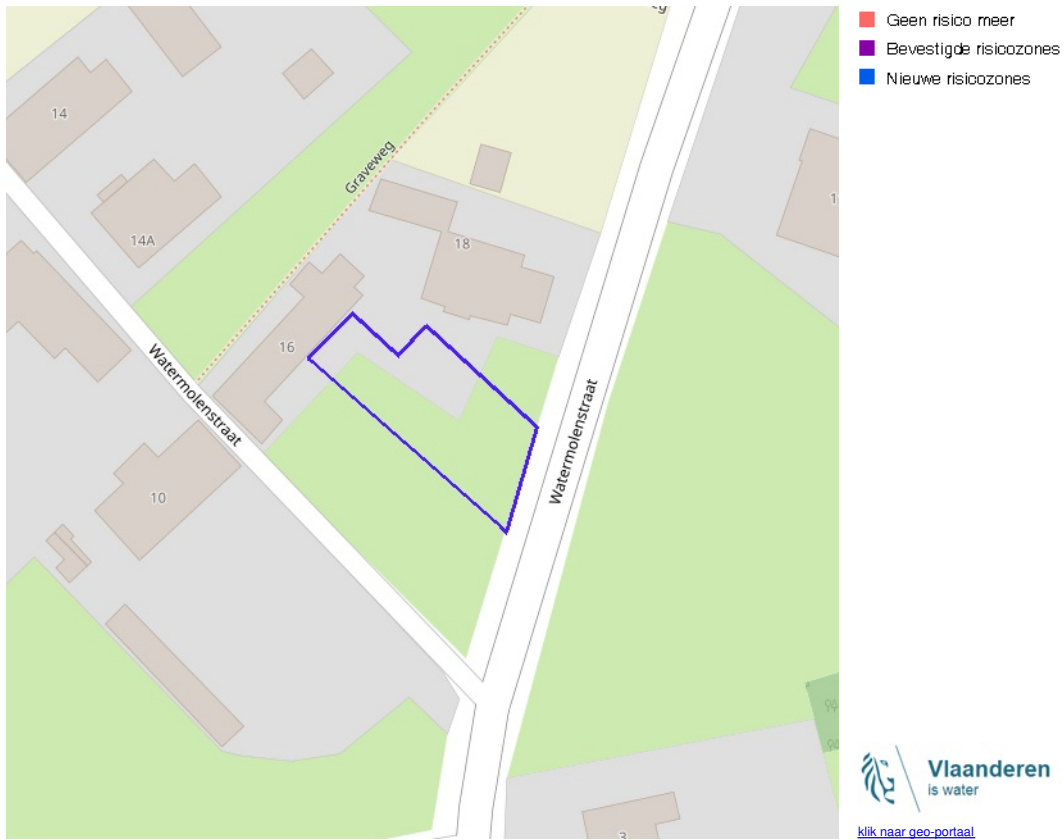 Geen risico meer
Bevestigde risicozones
Nieuwe risicozones
14
14A
Graveweg
18
16
Watermolenstraat
Watermolenstraat
10
3
Vlaanderen
is water
klik naar geo-portaal